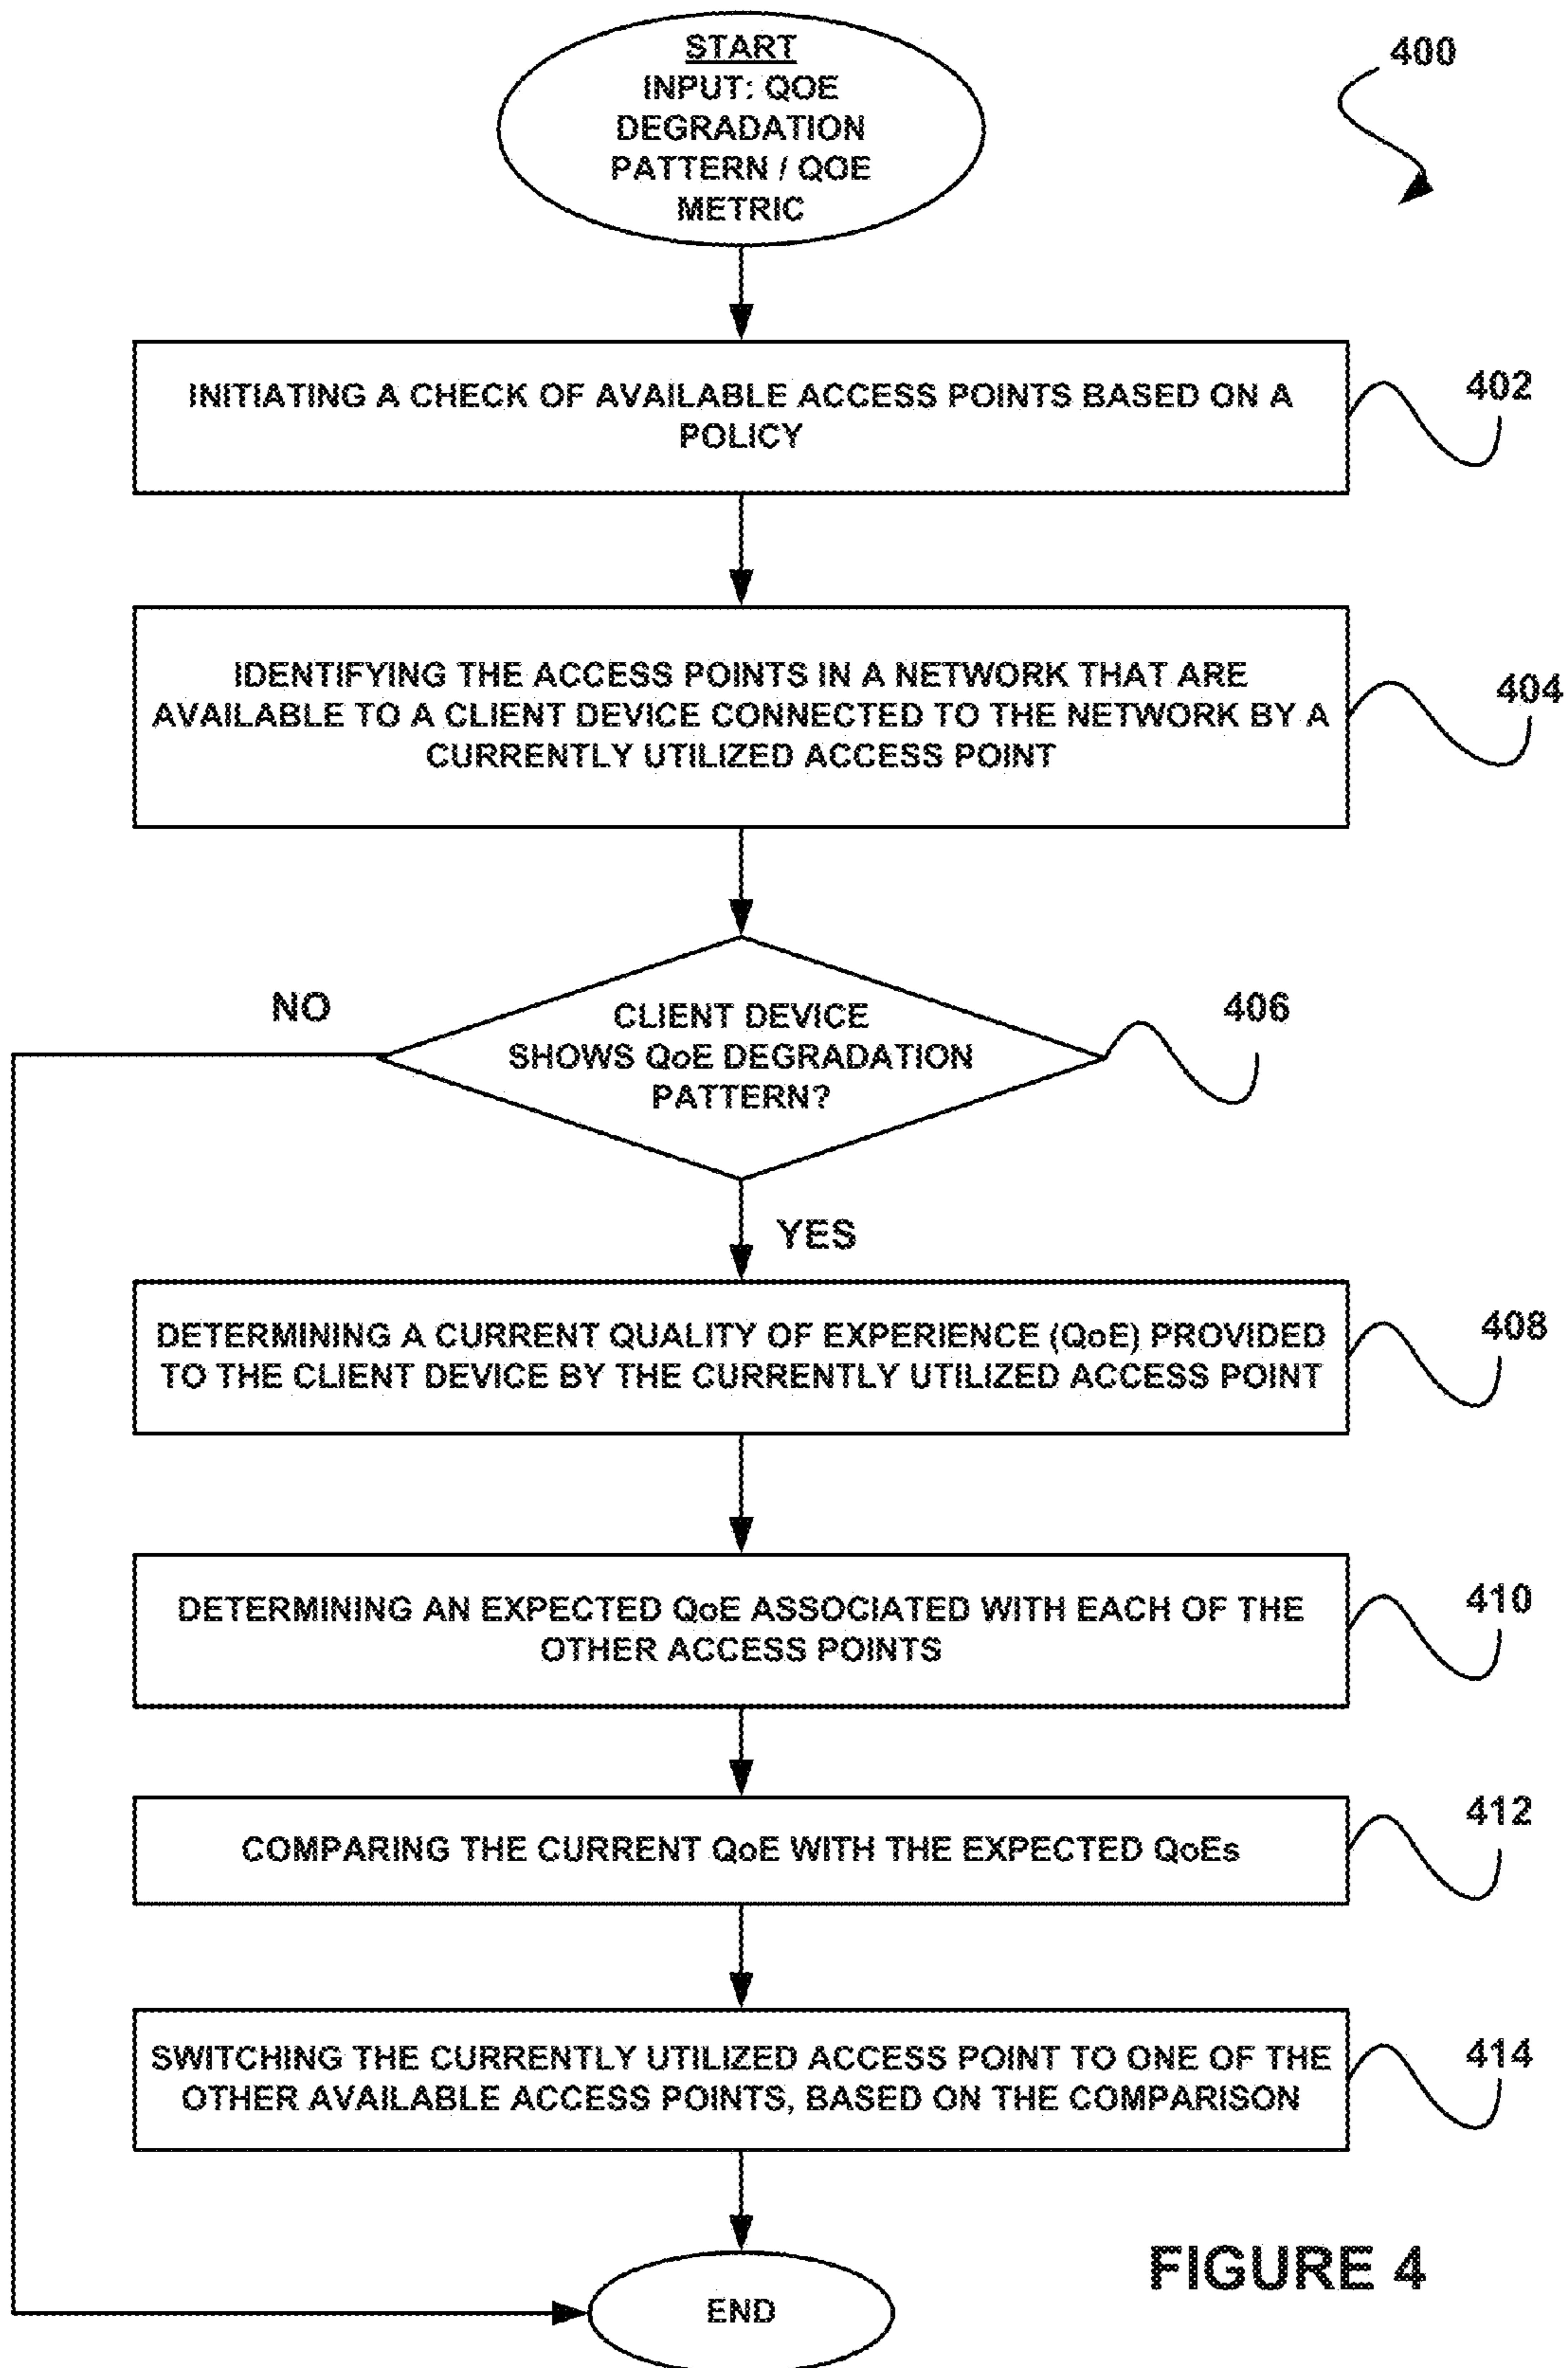 START
INPUT: QOE
DEGRADATION
PATTERN / QOE
METRIC
400
INITIATING A CHECK OF AVAILABLE ACCESS POINTS BASED ON A
POLICY
402
IDENTIFYING THE ACCESS POINTS IN A NETWORK THAT ARE
AVAILABLE TO A CLIENT DEVICE CONNECTED TO THE NETWORK BY A
CURRENTLY UTILIZED ACCESS POINT
404
NO
CLIENT DEVICE
SHOWS QoE DEGRADATION
PATTERN?
406
YES
DETERMINING A CURRENT QUALITY OF EXPERIENCE (QoE) PROVIDED
TO THE CLIENT DEVICE BY THE CURRENTLY UTILIZED ACCESS POINT
408
DETERMINING AN EXPECTED QoE ASSOCIATED WITH EACH OF THE
OTHER ACCESS POINTS
410
COMPARING THE CURRENT QoE WITH THE EXPECTED QoEs
412
SWITCHING THE CURRENTLY UTILIZED ACCESS POINT TO ONE OF THE
OTHER AVAILABLE ACCESS POINTS, BASED ON THE COMPARISON
414
END
FIGURE 4